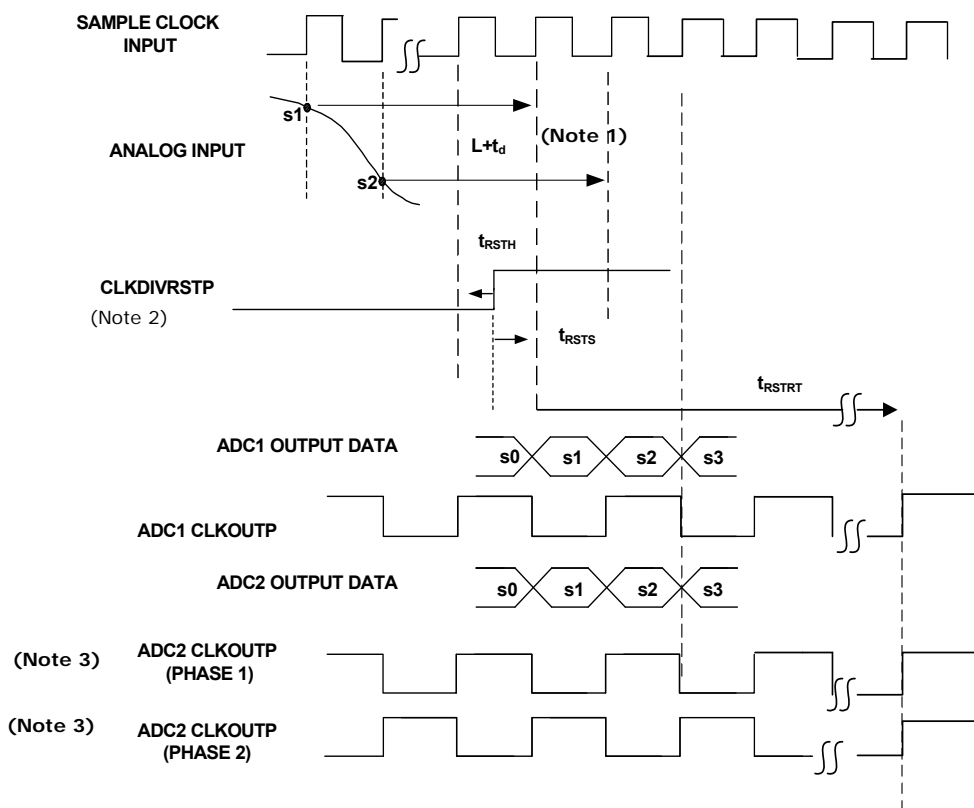 SAMPLE CLOCK
INPUT
s1
ANALOG INPUT
L+td
(Note 1)
s2
tRSTH
CLKDIVRSTP
(Note 2)
tRSTS
tRSTRT
ADC1 OUTPUT DATA
s0 s1 s2 s3
ADC1 CLKOUTP
ADC2 OUTPUT DATA
s0 s1 s2 s3
(Note 3)
ADC2 CLKOUTP
(PHASE 1)
(Note 3)
ADC2 CLKOUTP
(PHASE 2)